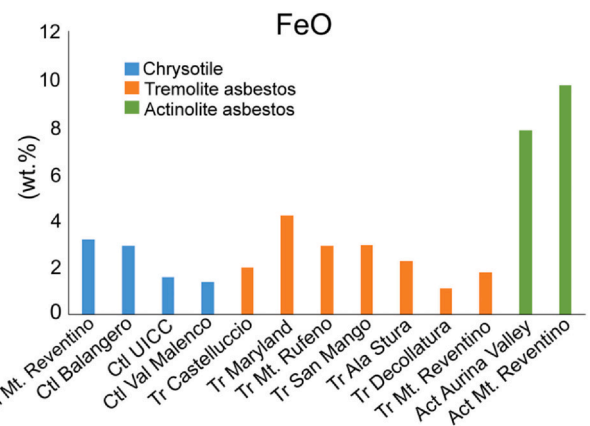 FeO
12
10
8
6
4
2
0
(wt.%)
Chrysotile
Tremolite asbestos
Actinolite asbestos
Mt. Reventino
Ctl Balangero
Ctl UICC
Ctl Val Malenco
Tr Castelluccio
Tr Maryland
Tr Mt. Rufeno
Tr San Mango
Tr Ala Stura
Tr Decollatura
Tr Mt. Reventino
Act Aurina Valley
Act Mt. Reventino